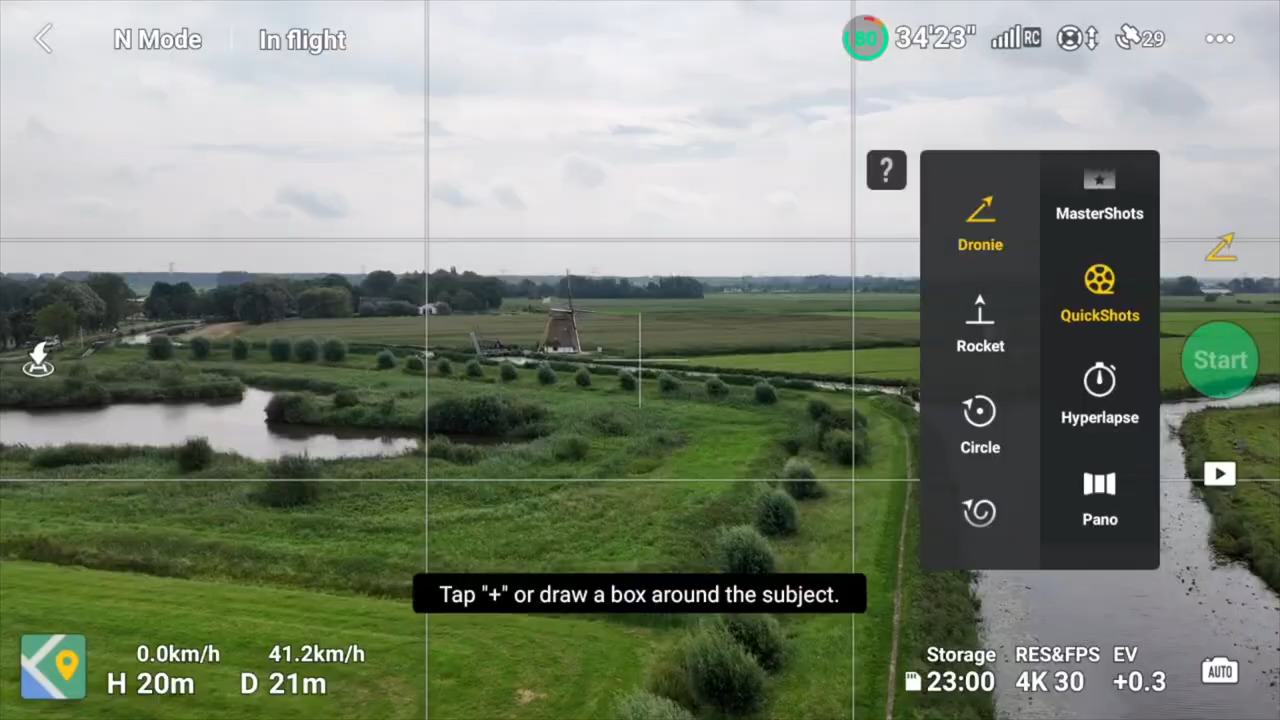 N Mode
In flight
80
34'23"
RC
29
?
Dronie
Rocket
Circle
MasterShots
QuickShots
Hyperlapse
Pano
Start
Tap "+" or draw a box around the subject.
0.0km/h 41.2km/h
H 20m D 21m
Storage RES&FPS EV
23:00 4K 30 +0.3
AUTO